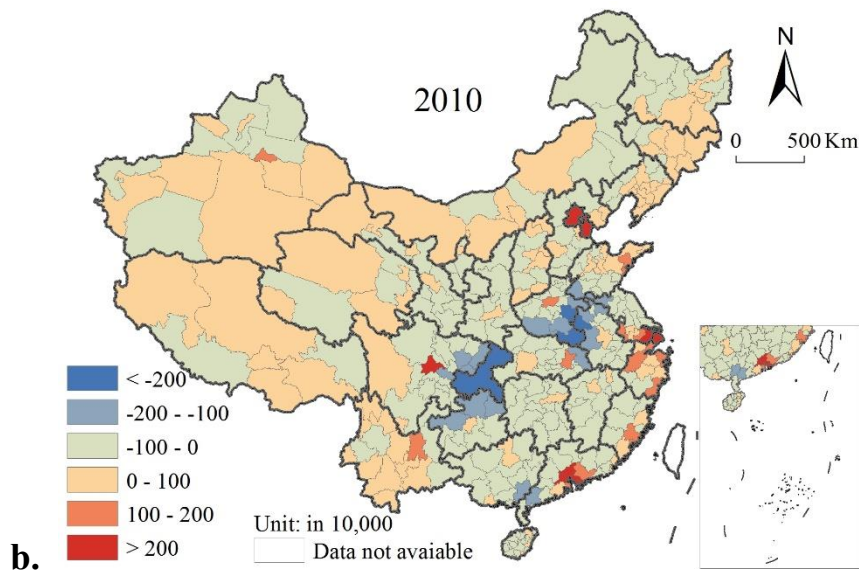 N
2010
0 500 Km
< -200
-200 - -100
-100 - 0
0 - 100
100 - 200
> 200
Unit: in 10,000
Data not avaiable
b.